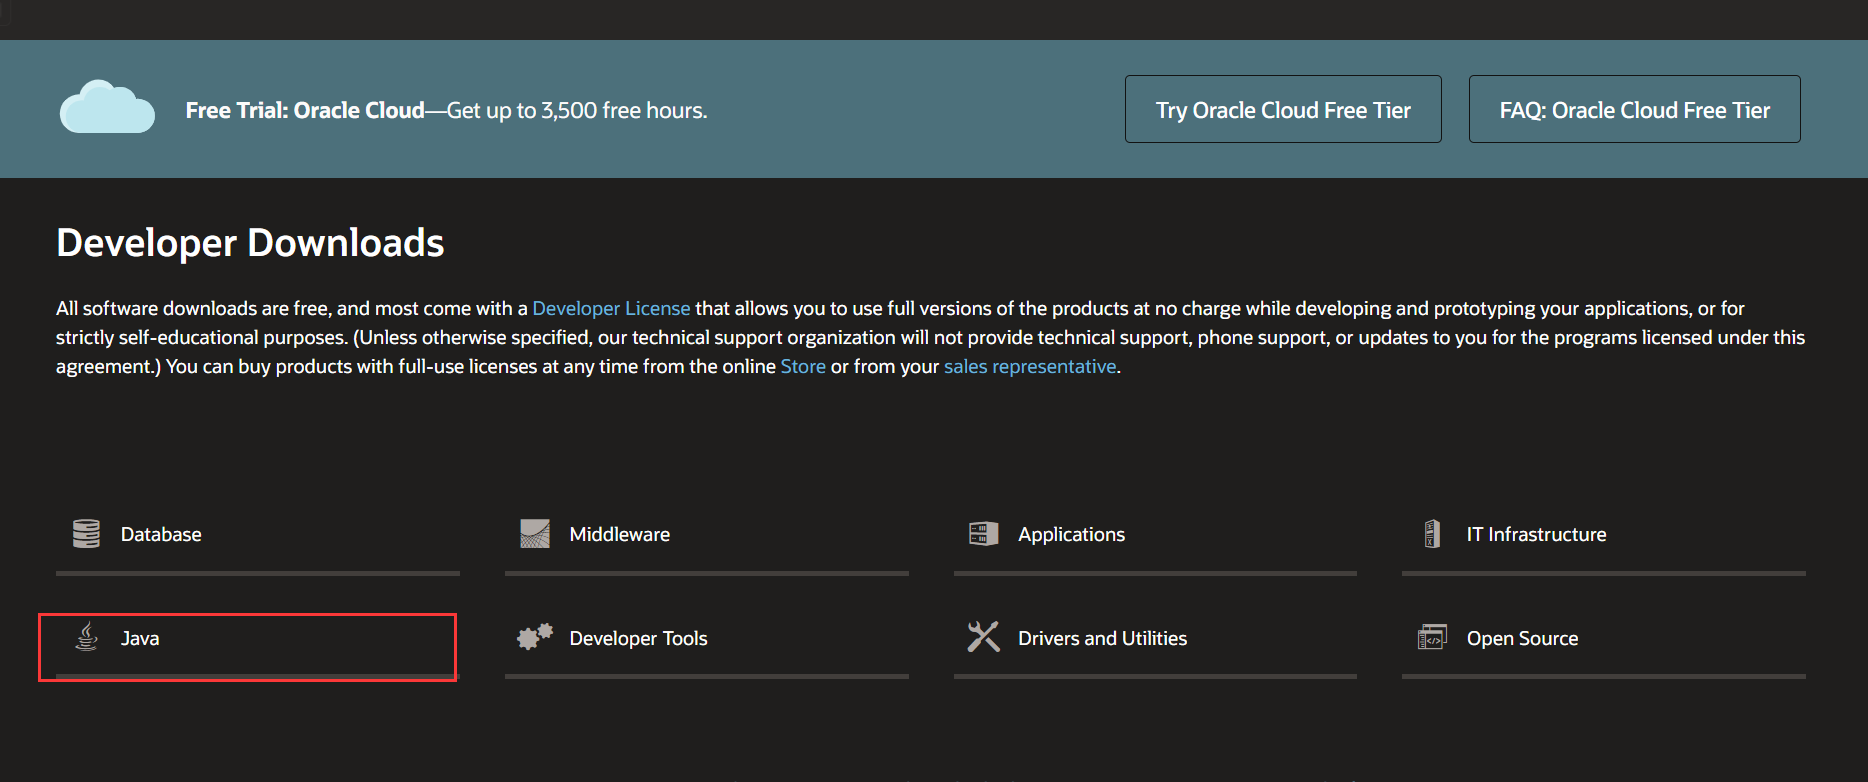 Free Trial: Oracle Cloud—Get up to 3,500 free hours.
Try Oracle Cloud Free Tier
FAQ: Oracle Cloud Free Tier
Developer Downloads
All software downloads are free, and most come with a Developer License that allows you to use full versions of the products at no charge while developing and prototyping your applications, or for
strictly self-educational purposes. (Unless otherwise specified, our technical support organization will not provide technical support, phone support, or updates to you for the programs licensed under this
agreement.) You can buy products with full-use licenses at any time from the online Store or from your sales representative.
Database
Middleware
Applications
IT Infrastructure
Java
Developer Tools
Drivers and Utilities
Open Source